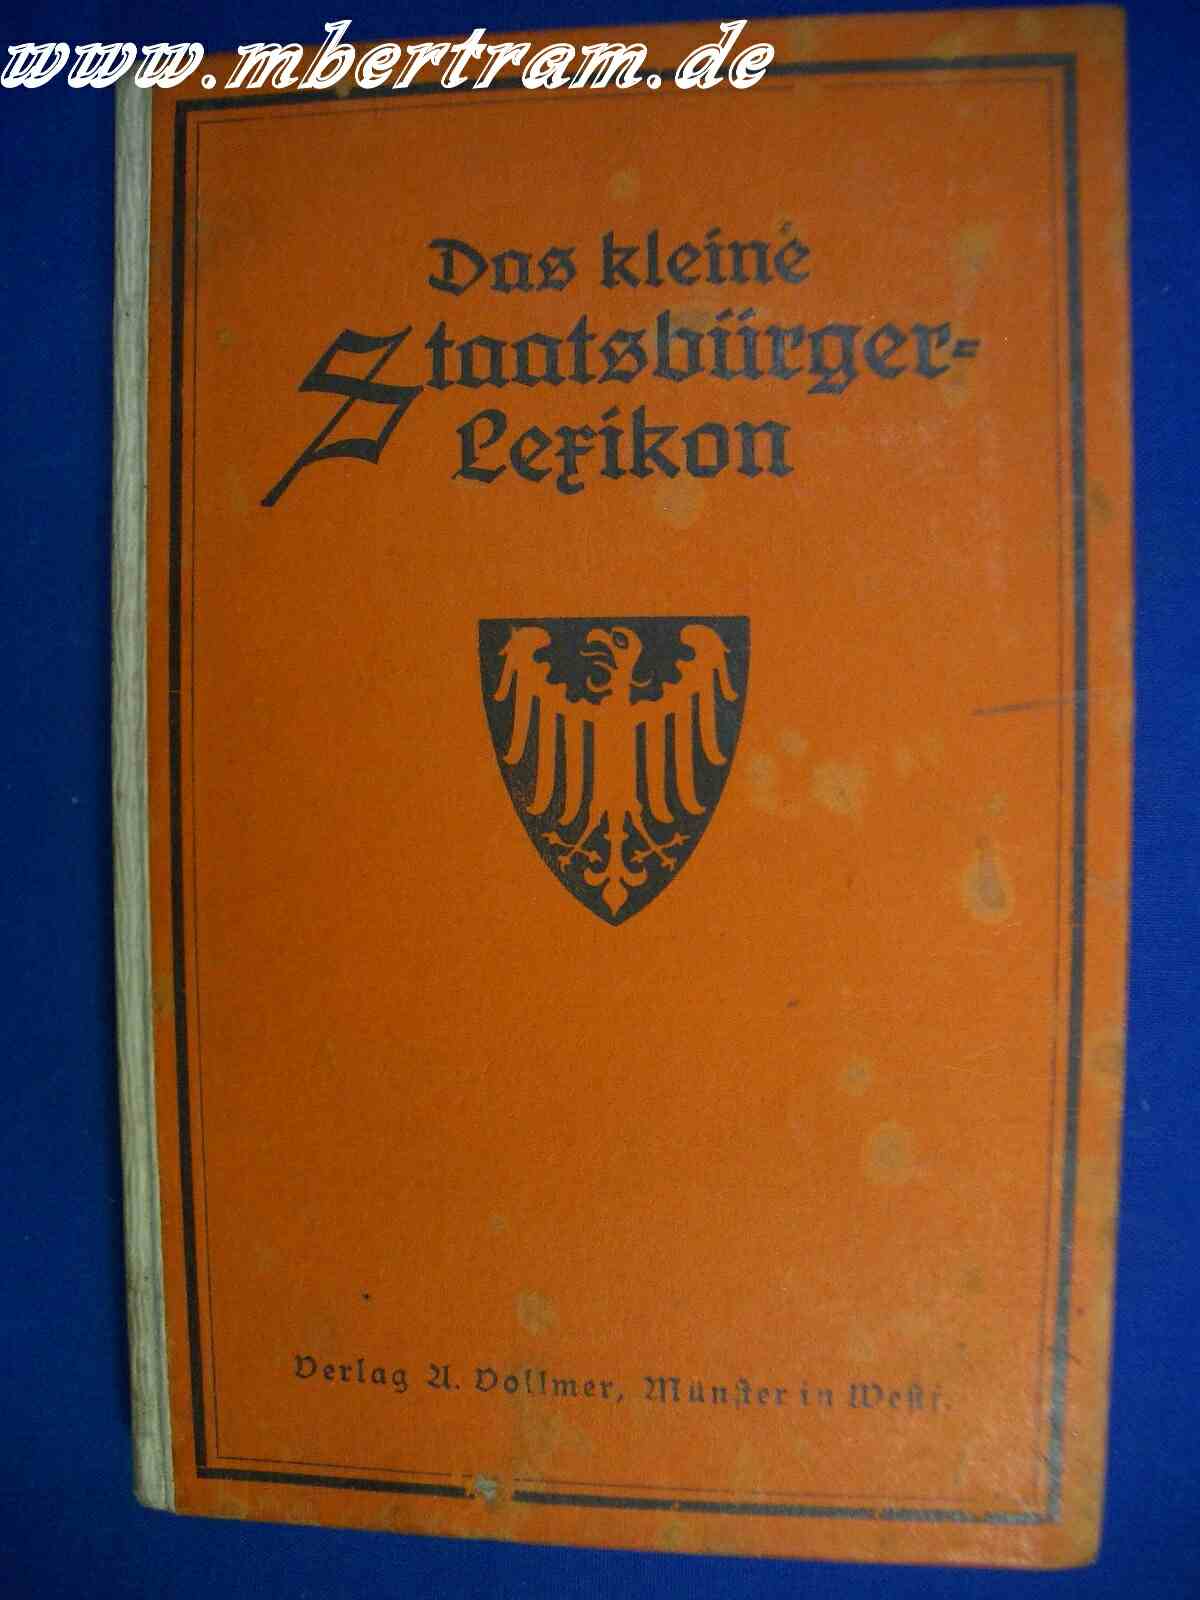 www.mbertram.de
Das kleine
Staatsbürger-
Lexikon
Verlag A. Vollmer, Münster in Westf.